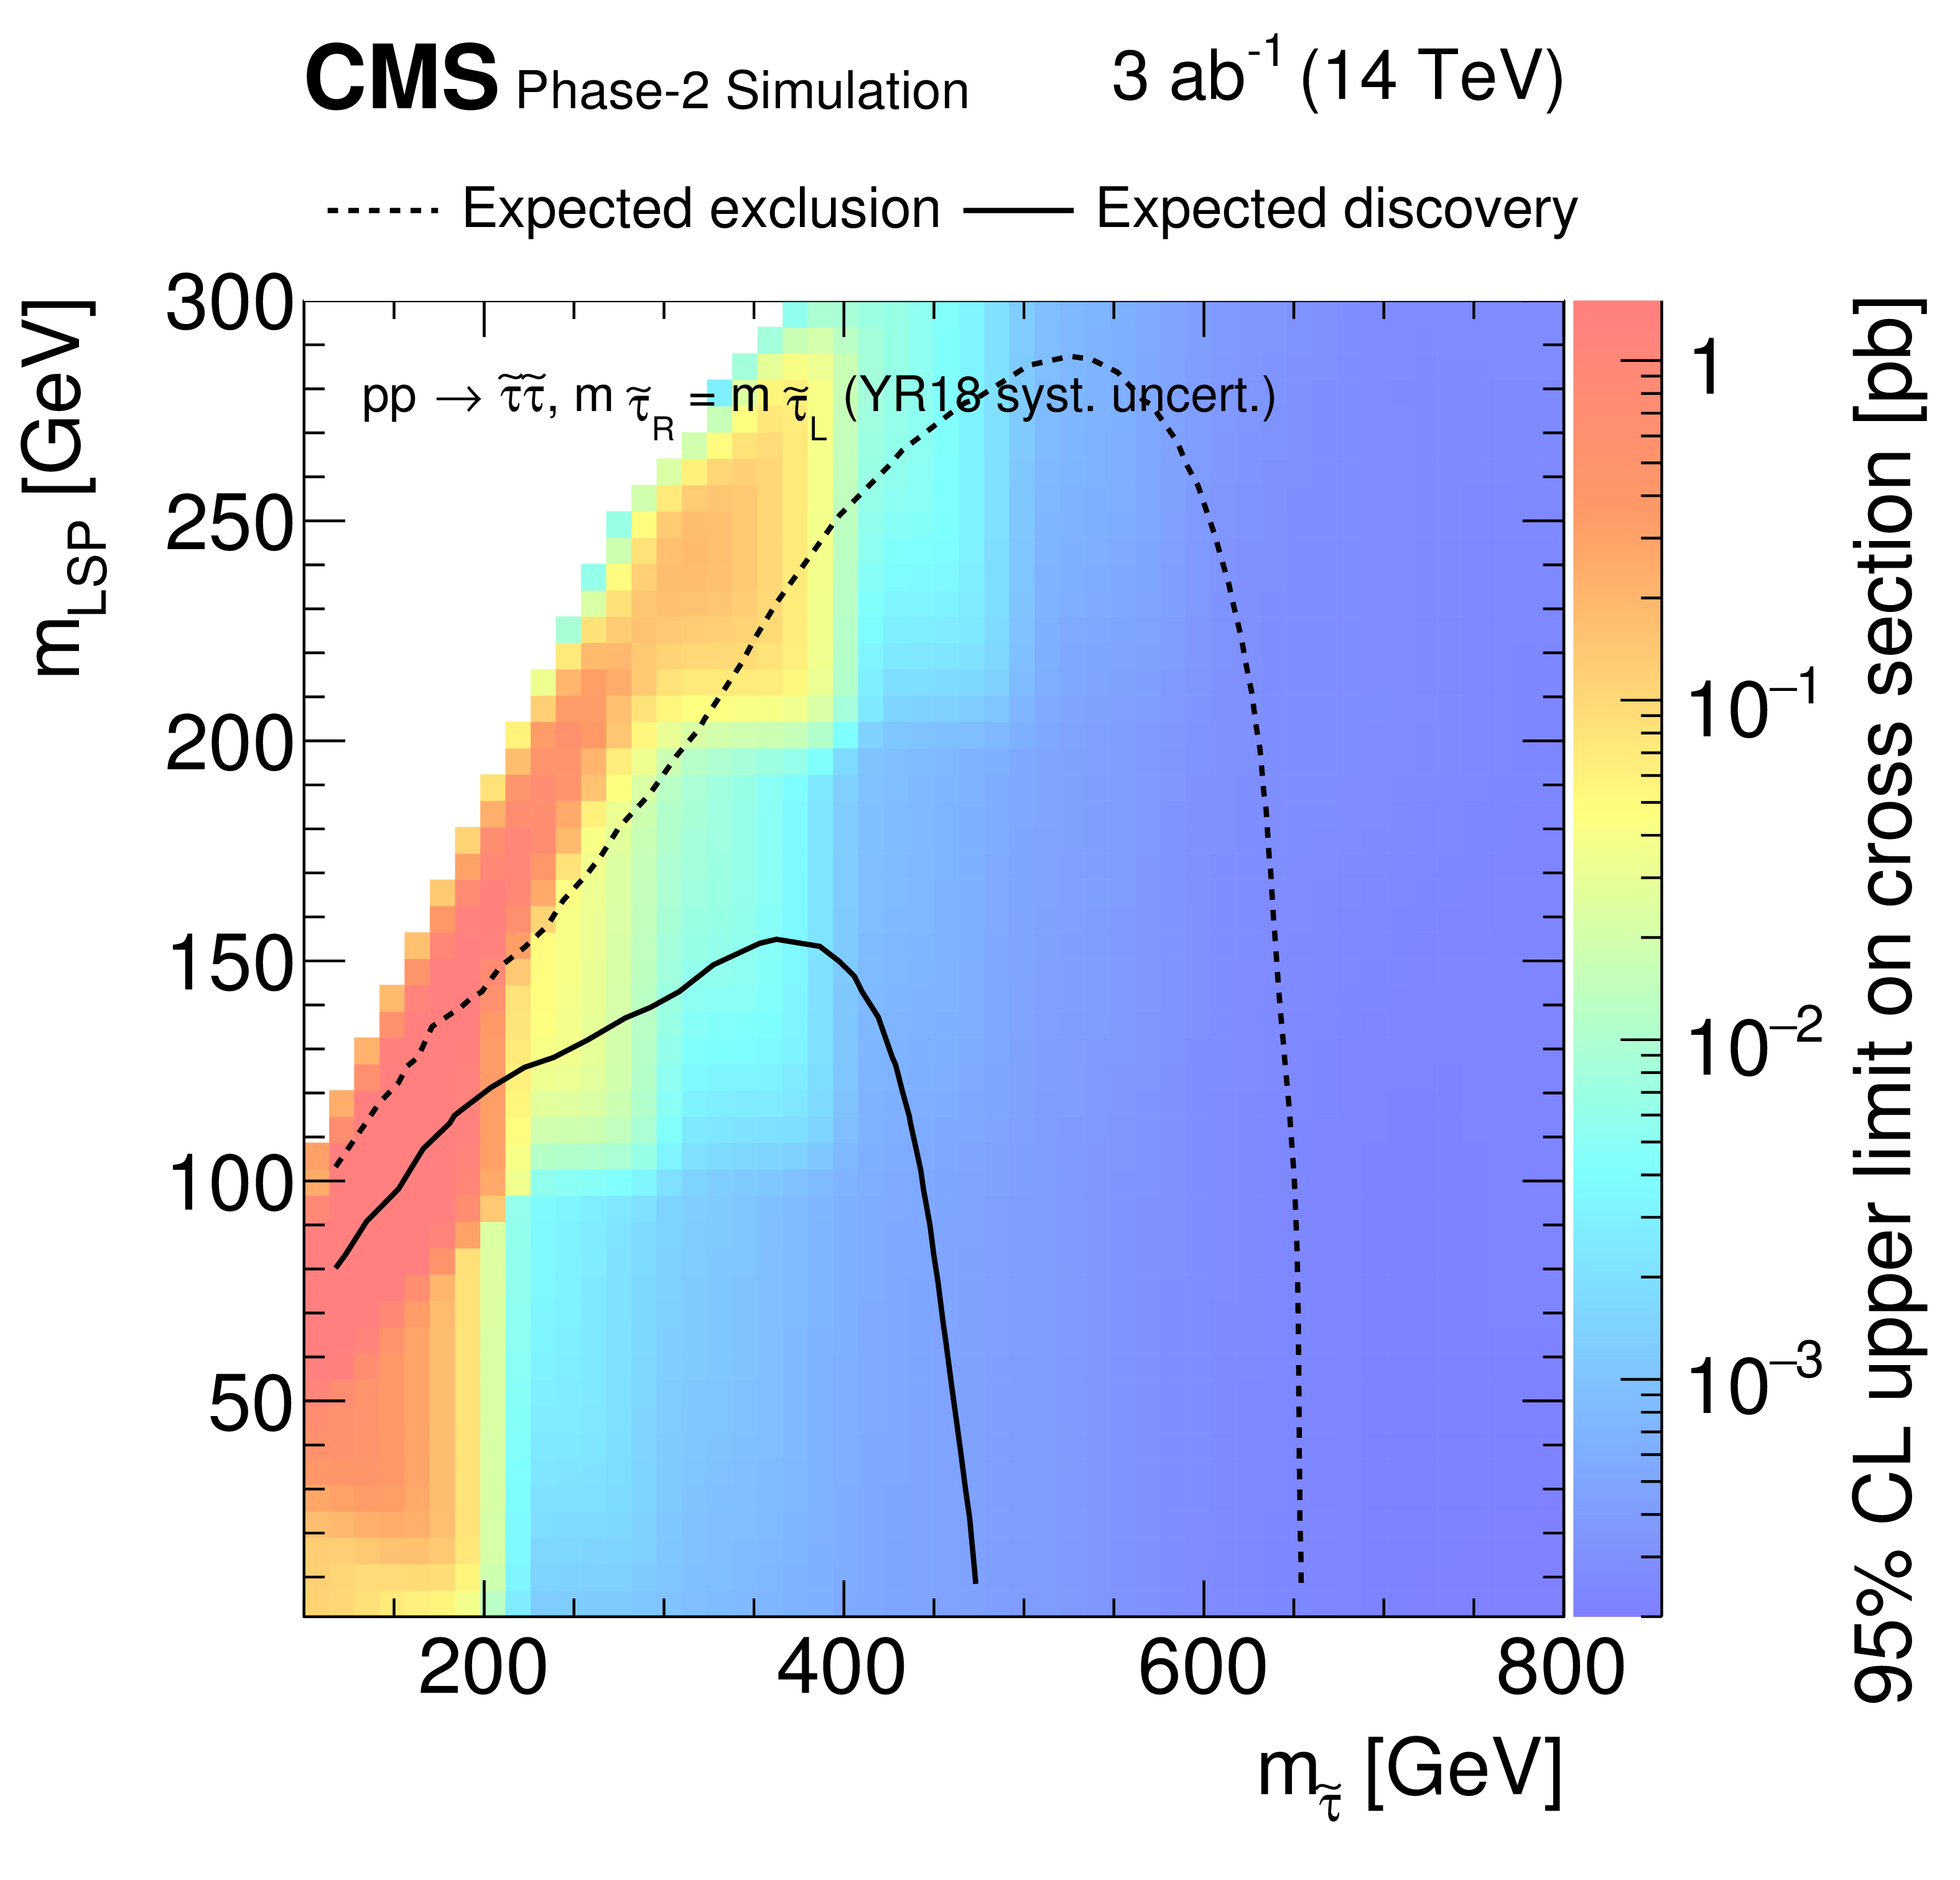 CMS Phase-2 Simulation 3 ab⁻¹ (14 TeV)
Expected exclusion Expected discovery
pp → τ̃τ̃, m τ̃_R = m τ̃_L (YR18 syst. uncert.)
m_LSP [GeV]
300
250
200
150
100
50
200 400 600 800
m_τ̃ [GeV]
1
10⁻¹
10⁻²
10⁻³
95% CL upper limit on cross section [pb]